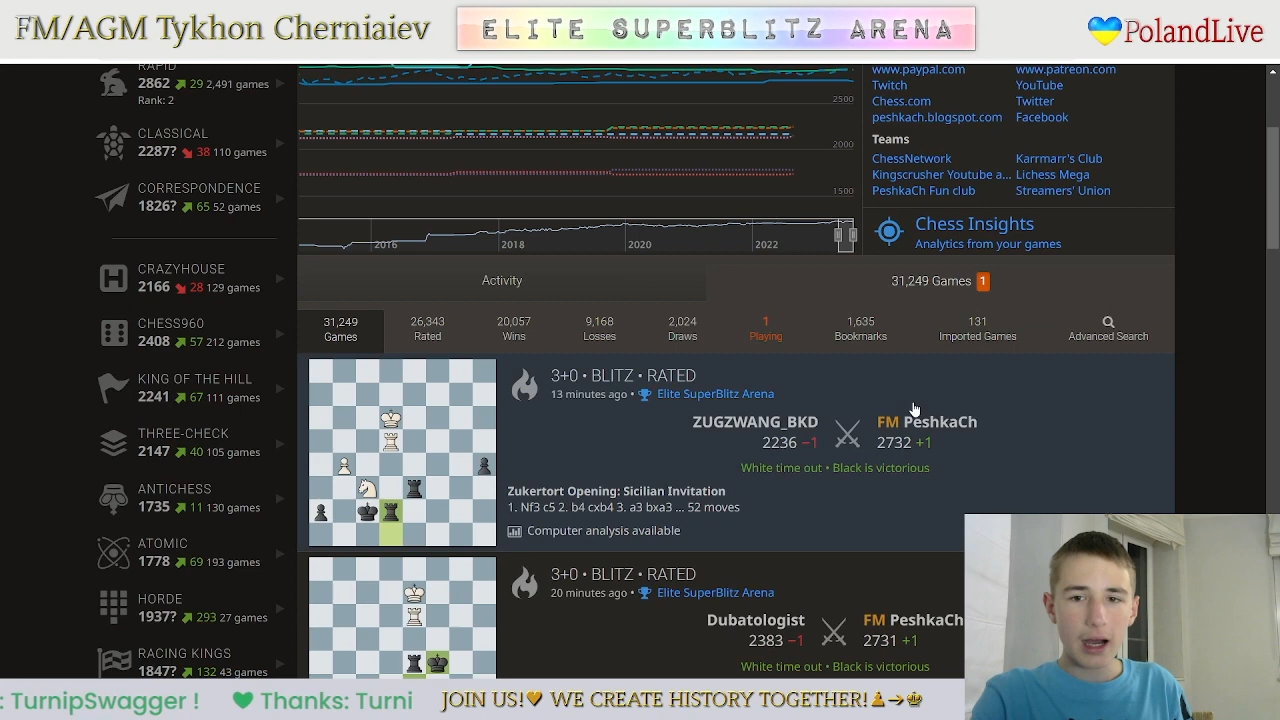 FM/AGM Tykhon Cherniaiev
ELITE SUPERBLITZ ARENA
PolandLive
RAPID
2862 29 2,491 games
Rank: 2
CLASSICAL
2287? 38 110 games
CORRESPONDENCE
1826? 65 52 games
CRAZYHOUSE
2166 28 129 games
CHESS960
2408 57 212 games
KING OF THE HILL
2241 67 111 games
THREE-CHECK
2147 40 105 games
ANTICHESS
1735 11 130 games
ATOMIC
1778 69 193 games
HORDE
1937? 293 27 games
RACING KINGS
1847? 132 43 games
2500
2000
1500
2016 2018 2020 2022
www.paypal.com www.patreon.com
Twitch YouTube
Chess.com Twitter
peshkach.blogspot.com Facebook
Teams
ChessNetwork Karrmarr's Club
Kingscrusher Youtube a... Lichess Mega
PeshkaCh Fun club Streamers' Union
Chess Insights
Analytics from your games
Activity 31,249 Games 1
31,249 26,343 20,057 9,168 2,024 1 1,635 131
Games Rated Wins Losses Draws Playing Bookmarks Imported Games Advanced Search
3+0 • BLITZ • RATED
13 minutes ago • Elite SuperBlitz Arena
ZUGZWANG_BKD FM PeshkaCh
2236 −1 2732 +1
White time out • Black is victorious
Zukertort Opening: Sicilian Invitation
1. Nf3 c5 2. b4 cxb4 3. a3 bxa3 ... 52 moves
Computer analysis available
3+0 • BLITZ • RATED
20 minutes ago • Elite SuperBlitz Arena
Dubatologist FM PeshkaCh
2383 −1 2731 +1
White time out • Black is victorious
: TurnipSwagger ! Thanks: Turni
JOIN US! WE CREATE HISTORY TOGETHER!